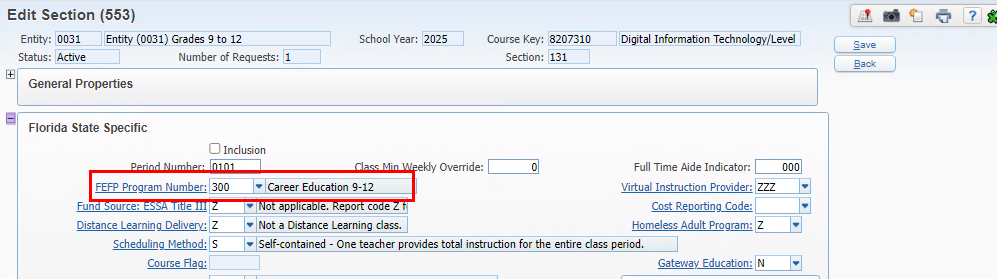 Edit Section (553)
Entity: 0031 Entity (0031) Grades 9 to 12 School Year: 2025 Course Key: 8207310 Digital Information Technology/Level
Save
Status: Active Number of Requests: 1 Section: 131
Back
General Properties
Florida State Specific
Inclusion
Period Number: 0101 Class Min Weekly Override: 0 Full Time Aide Indicator: 000
FEFP Program Number: 300 Career Education 9-12 Virtual Instruction Provider: ZZZ
Fund Source: ESSA Title III Z Not applicable. Report code Z f Cost Reporting Code:
Distance Learning Delivery: Z Not a Distance Learning class. Homeless Adult Program: Z
Scheduling Method: S Self-contained - One teacher provides total instruction for the entire class period.
Course Flag: Gateway Education: N